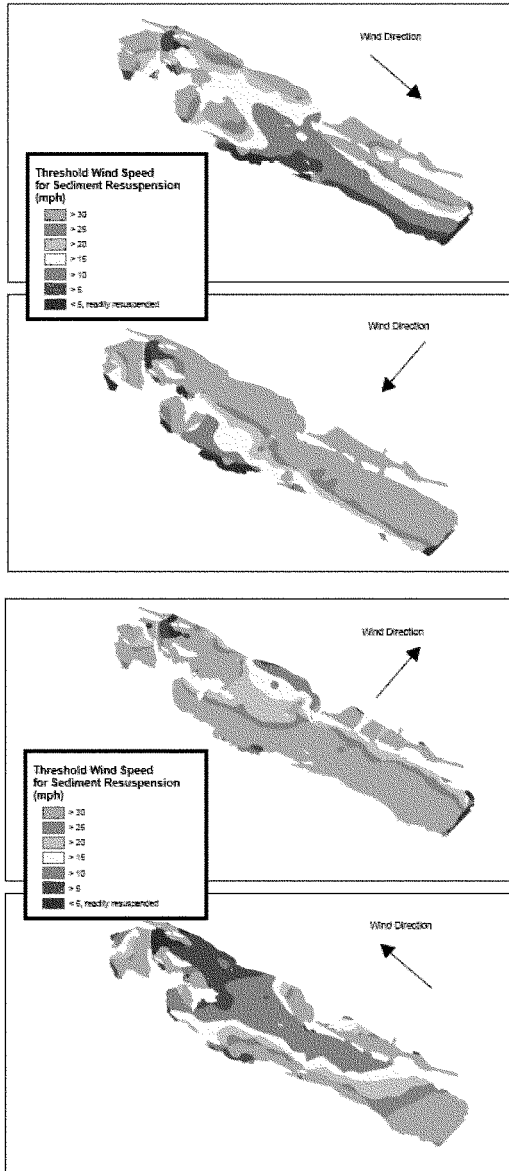 Wind Direction
Threshold Wind Speed
for Sediment Resuspension
(mph)
> 30
> 25
> 20
> 15
> 10
> 5
< 5, readily resuspended
Wind Direction
Wind Direction
Threshold Wind Speed
for Sediment Resuspension
(mph)
> 30
> 25
> 20
> 15
> 10
> 5
< 5, readily resuspended
Wind Direction